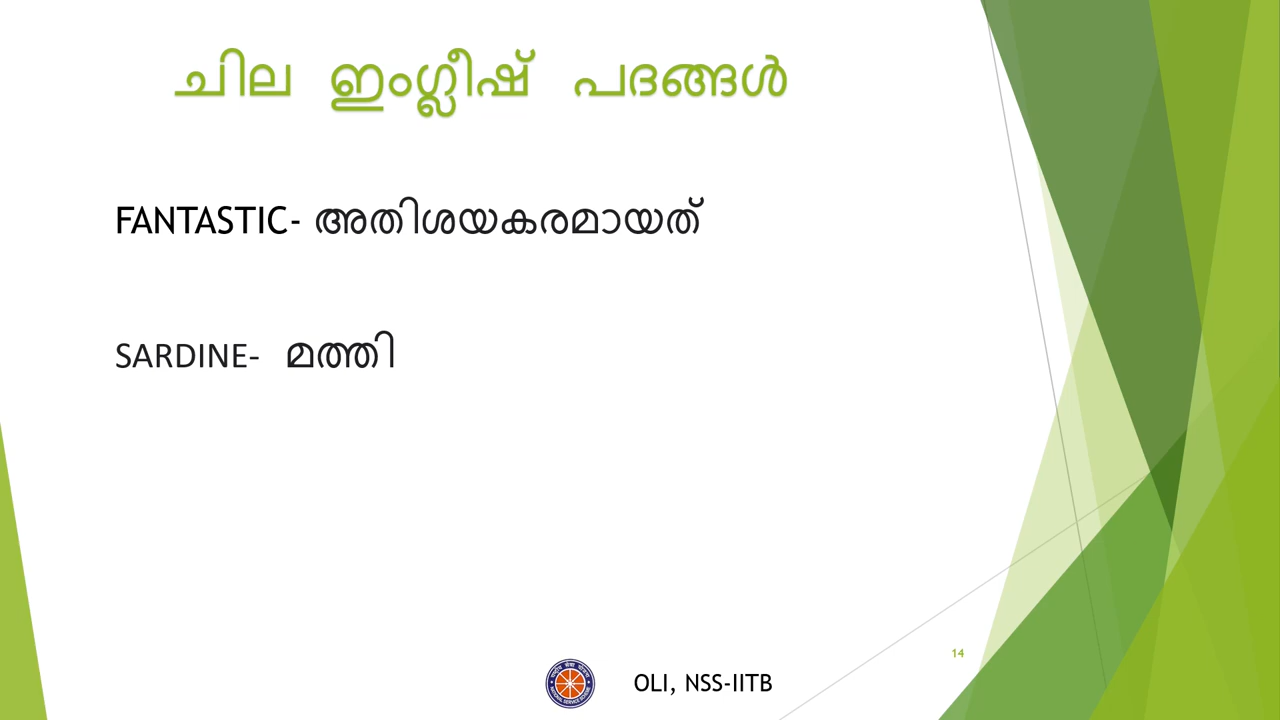 ചില ഇംഗ്ലീഷ് പദങ്ങൾ
FANTASTIC- അതിശയകരമായത്
SARDINE- മത്തി
14
OLI, NSS-IITB